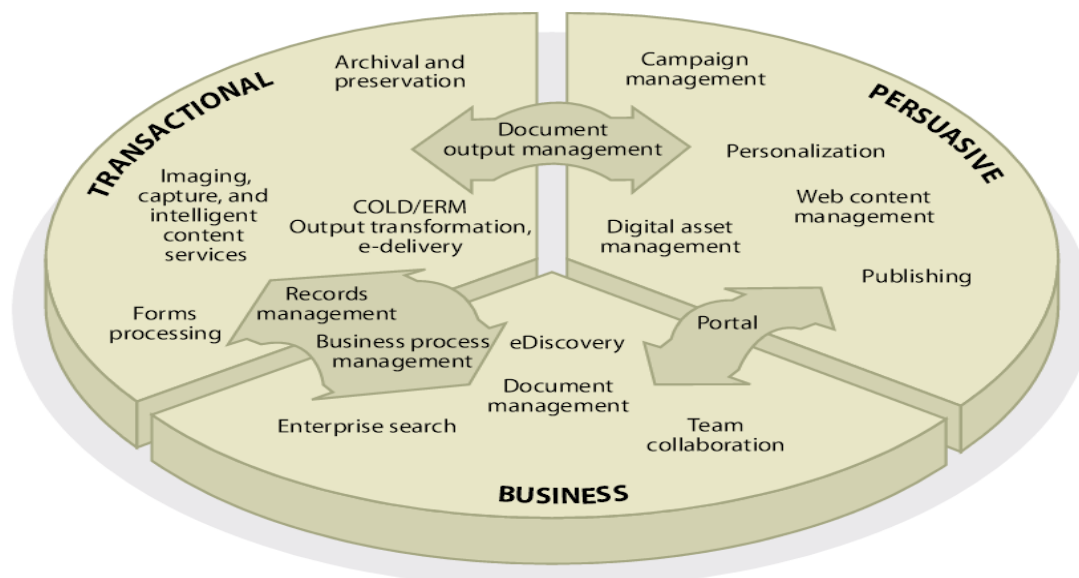 TRANSACTIONAL
Archival and
preservation
Imaging,
capture, and
intelligent
content
services
COLD/ERM
Output transformation,
e-delivery
Forms
processing
Document
output management
PERSUASIVE
Campaign
management
Personalization
Web content
management
Digital asset
management
Publishing
Records
management
Business process
management
Portal
eDiscovery
Document
management
Enterprise search
Team
collaboration
BUSINESS